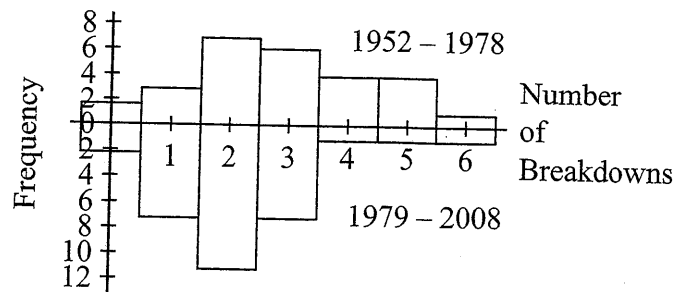 8
6
4
2
0
2
4
6
8
10
12
Frequency
1 2 3 4 5 6
1952 – 1978
1979 – 2008
Number
of
Breakdowns